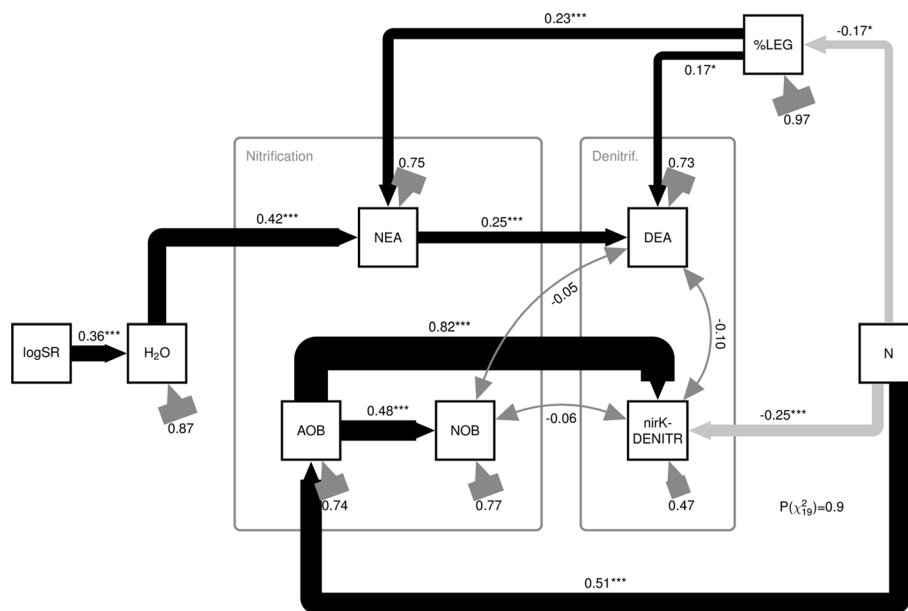 0.23***
-0.17*
%LEG
0.17*
0.97
Nitrification
Denitrif.
0.75
0.73
0.42***
NEA
0.25***
DEA
-0.05
-0.10
0.36***
logSR
H₂O
0.87
0.82***
N
AOB
0.48***
NOB
-0.06
nirK-
DENITR
-0.25***
0.74
0.77
0.47
P(χ²₁₉)=0.9
0.51***